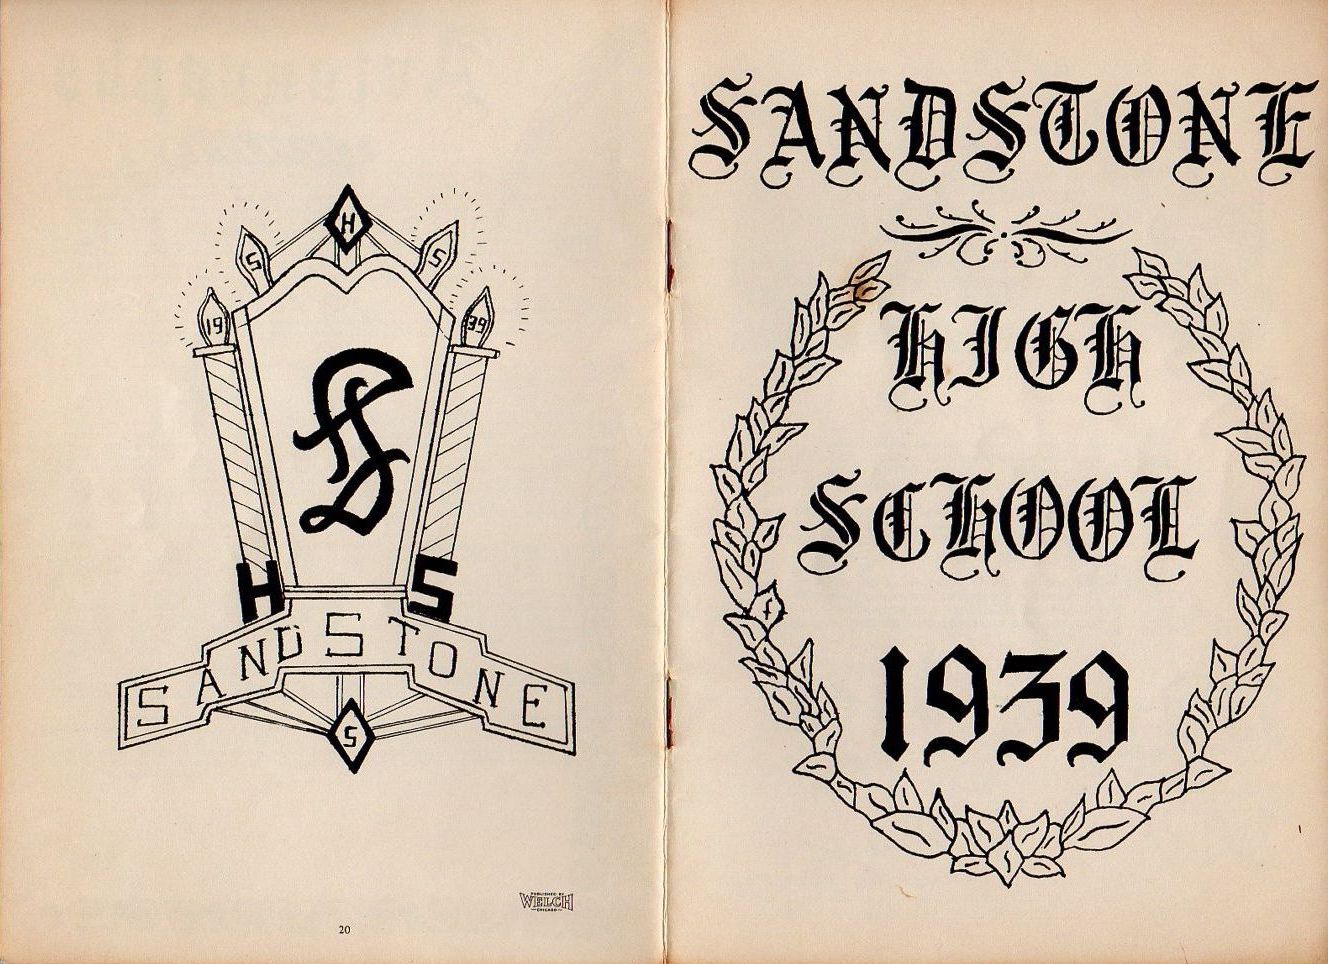 H
S S
19 39
S
H S
SANDSTONE
S
PUBLISHED BY
WELCH
CHICAGO
20
SANDSTONE
HIGH
SCHOOL
1939